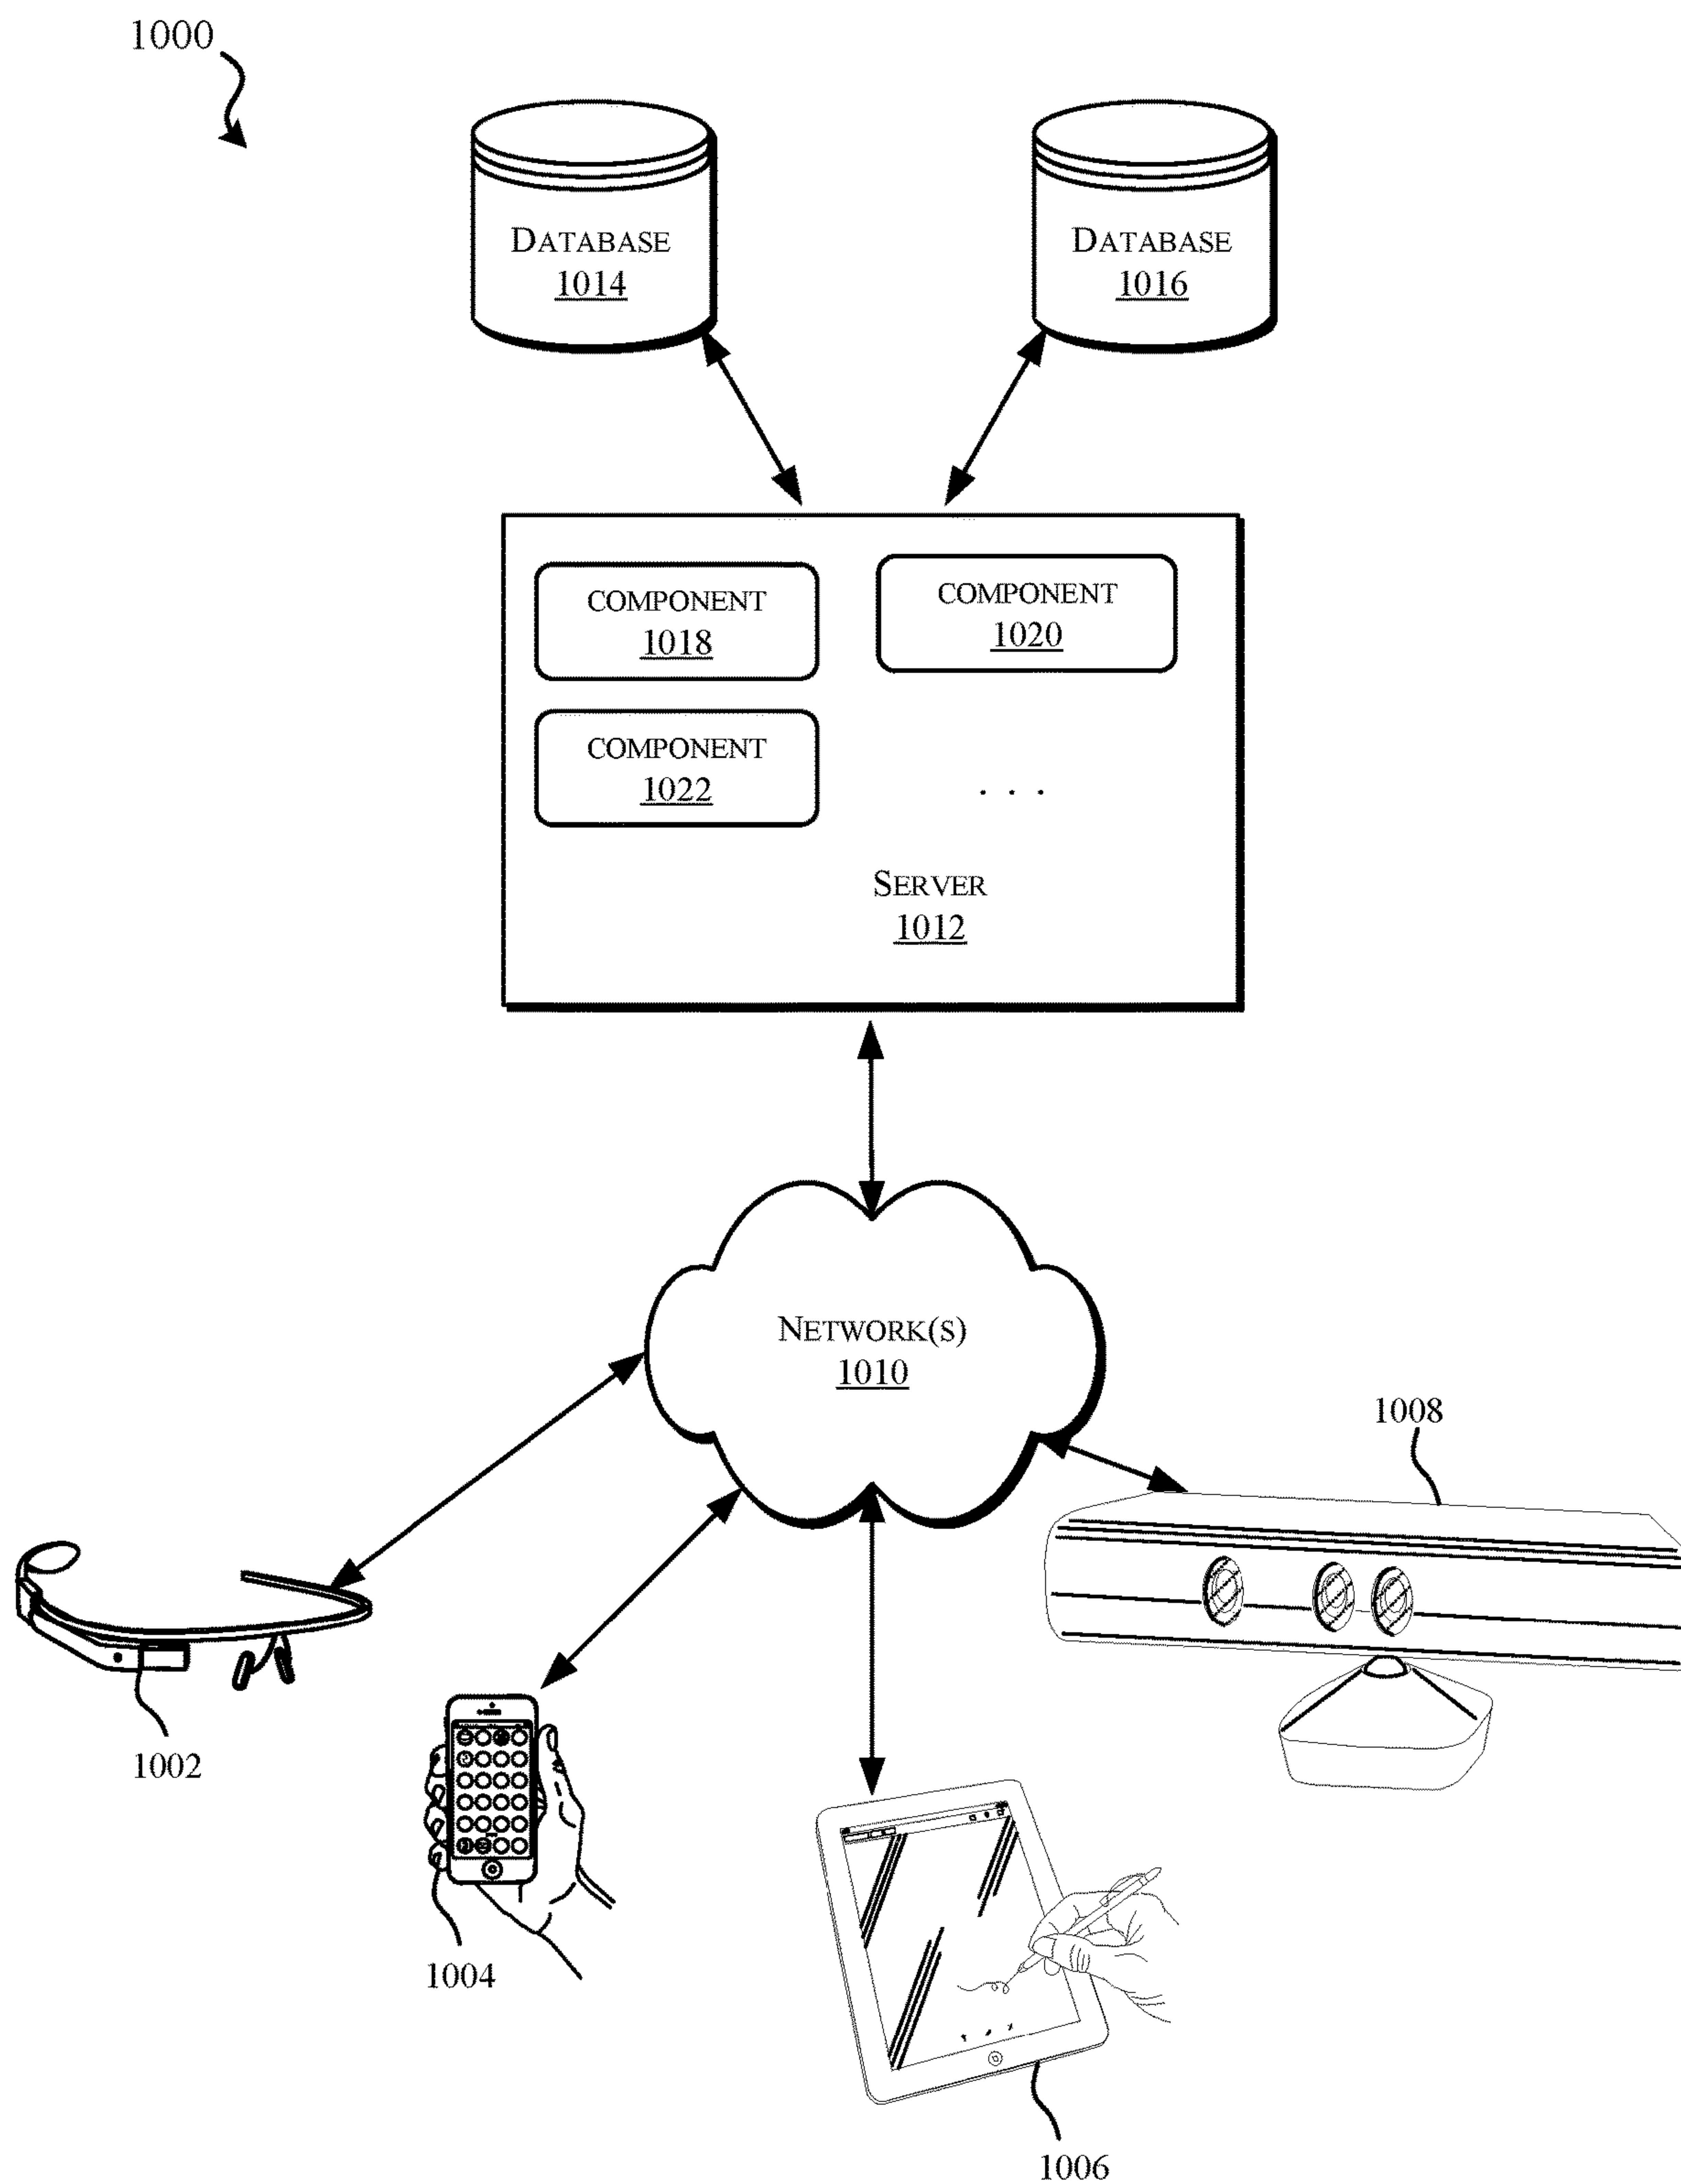 1000
DATABASE
1014
DATABASE
1016
COMPONENT
1018
COMPONENT
1020
COMPONENT
1022
. . .
SERVER
1012
NETWORK(S)
1010
1008
1002
1004
1006